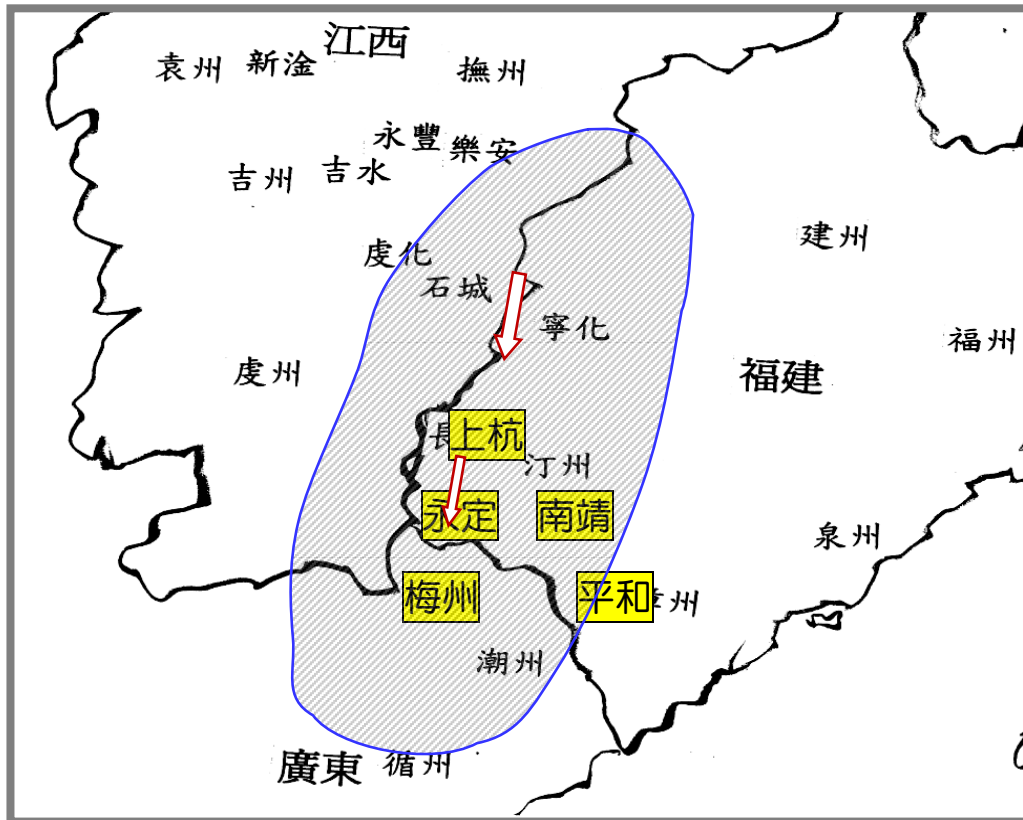 江西
袁州
新淦
撫州
永豐
樂安
吉州
吉水
建州
虔化
石城
寧化
福州
虔州
福建
長
上杭
汀州
永定
南靖
泉州
梅州
平和
州
潮州
廣東
循州